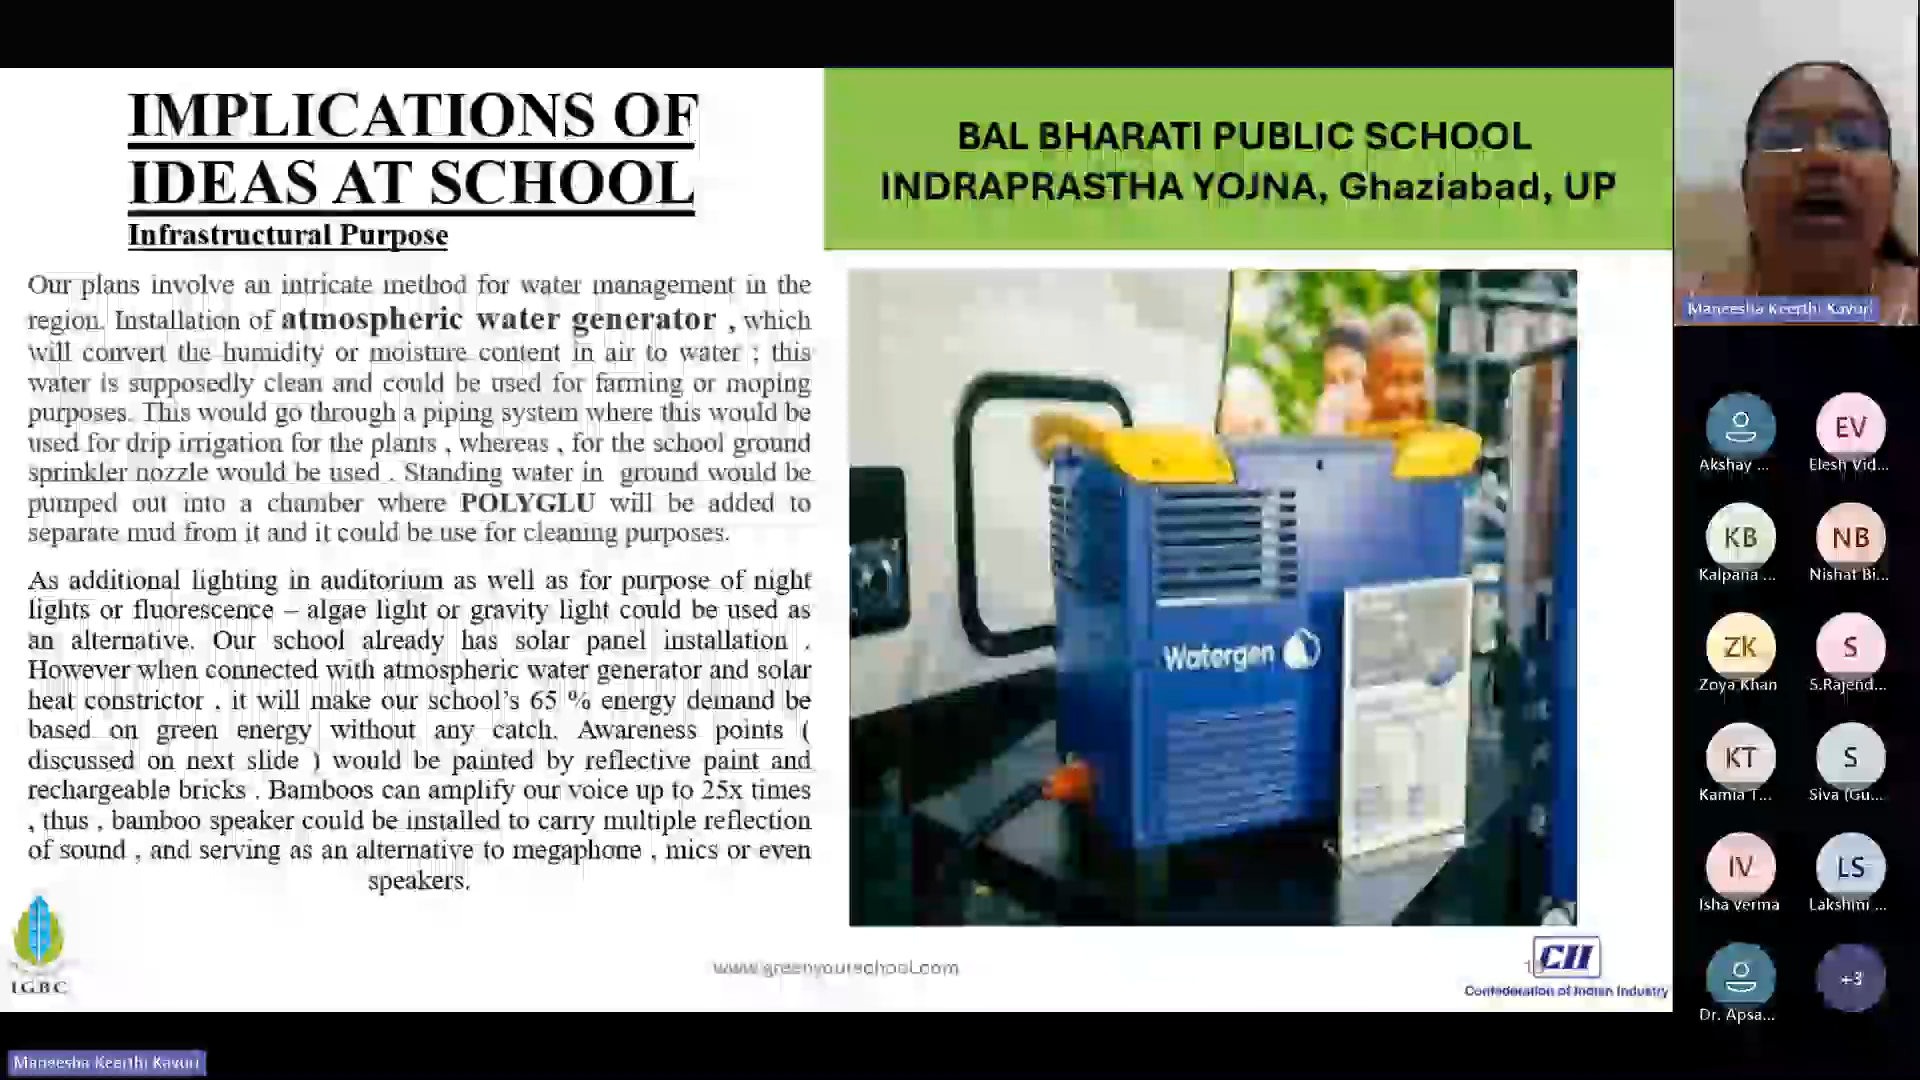 IMPLICATIONS OF
IDEAS AT SCHOOL
Infrastructural Purpose
Our plans involve an intricate method for water management in the
region. Installation of atmospheric water generator , which
will convert the humidity or moisture content in air to water ; this
water is supposedly clean and could be used for farming or moping
purposes. This would go through a piping system where this would be
used for drip irrigation for the plants , whereas , for the school ground
sprinkler nozzle would be used . Standing water in ground would be
pumped out into a chamber where POLYGLU will be added to
separate mud from it and it could be use for cleaning purposes.
As additional lighting in auditorium as well as for purpose of night
lights or fluorescence – algae light or gravity light could be used as
an alternative. Our school already has solar panel installation .
However when connected with atmospheric water generator and solar
heat constrictor , it will make our school's 65 % energy demand be
based on green energy without any catch. Awareness points (
discussed on next slide ) would be painted by reflective paint and
rechargeable bricks . Bamboos can amplify our voice up to 25x times
, thus , bamboo speaker could be installed to carry multiple reflection
of sound , and serving as an alternative to megaphone , mics or even
speakers.
BAL BHARATI PUBLIC SCHOOL
INDRAPRASTHA YOJNA, Ghaziabad, UP
Watergen
IGBC
www.greenyourschool.com
CII
Confederation of Indian Industry
Maneesha Keerthi Kavuri
Akshay ...
EV
Elesh Vid...
KB
Kalpana ...
NB
Nishat Bi...
ZK
Zoya Khan
S
S.Rajend...
KT
Kamia T...
S
Siva (Gu...
IV
Isha Verma
LS
Lakshmi ...
Dr. Apsa...
+3
Maneesha Keerthi Kavuri